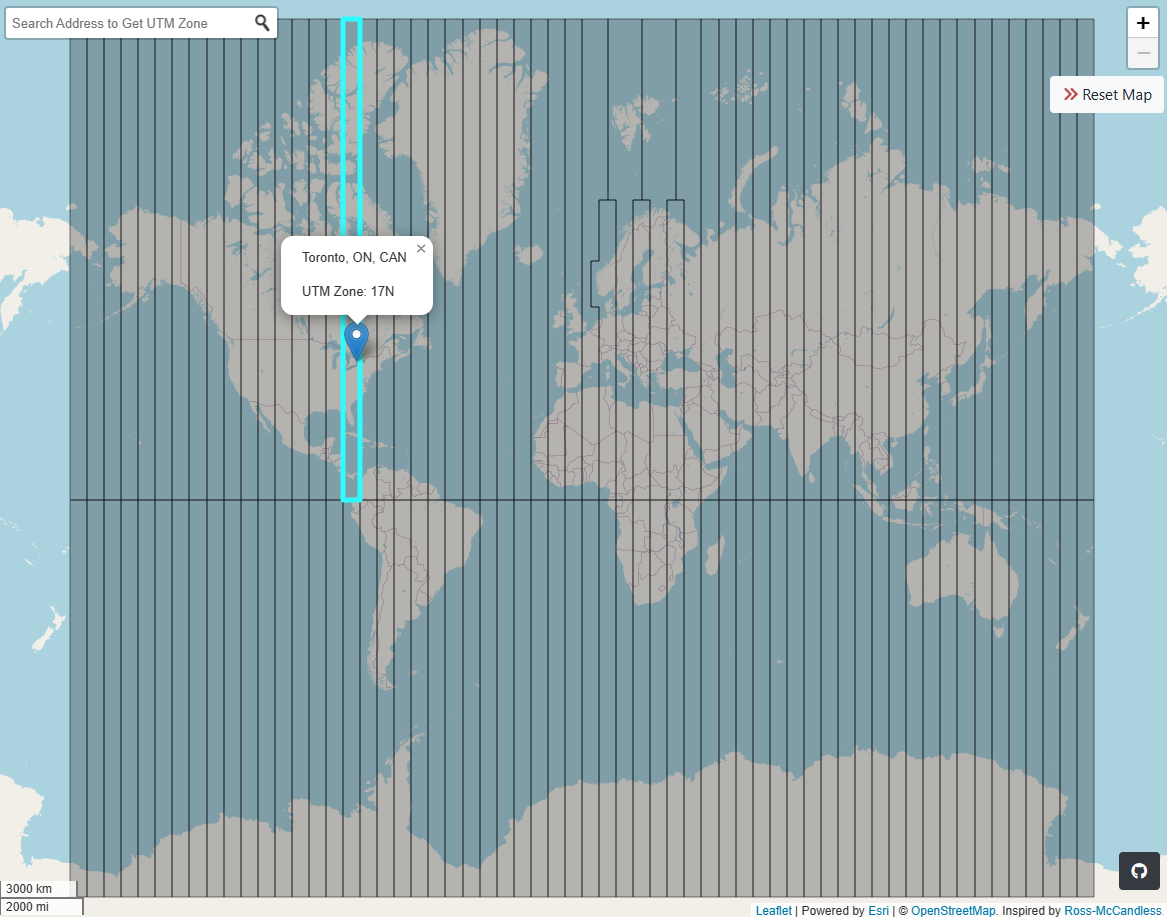 Search Address to Get UTM Zone
+
−
Reset Map
×
Toronto, ON, CAN
UTM Zone: 17N
3000 km
2000 mi
Leaflet | Powered by Esri | © OpenStreetMap. Inspired by Ross-McCandless